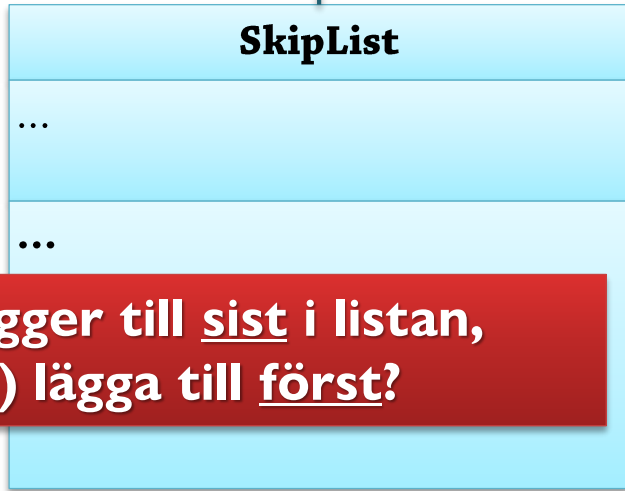 SkipList
...
...
gger till sist i listan,
) lägga till först?